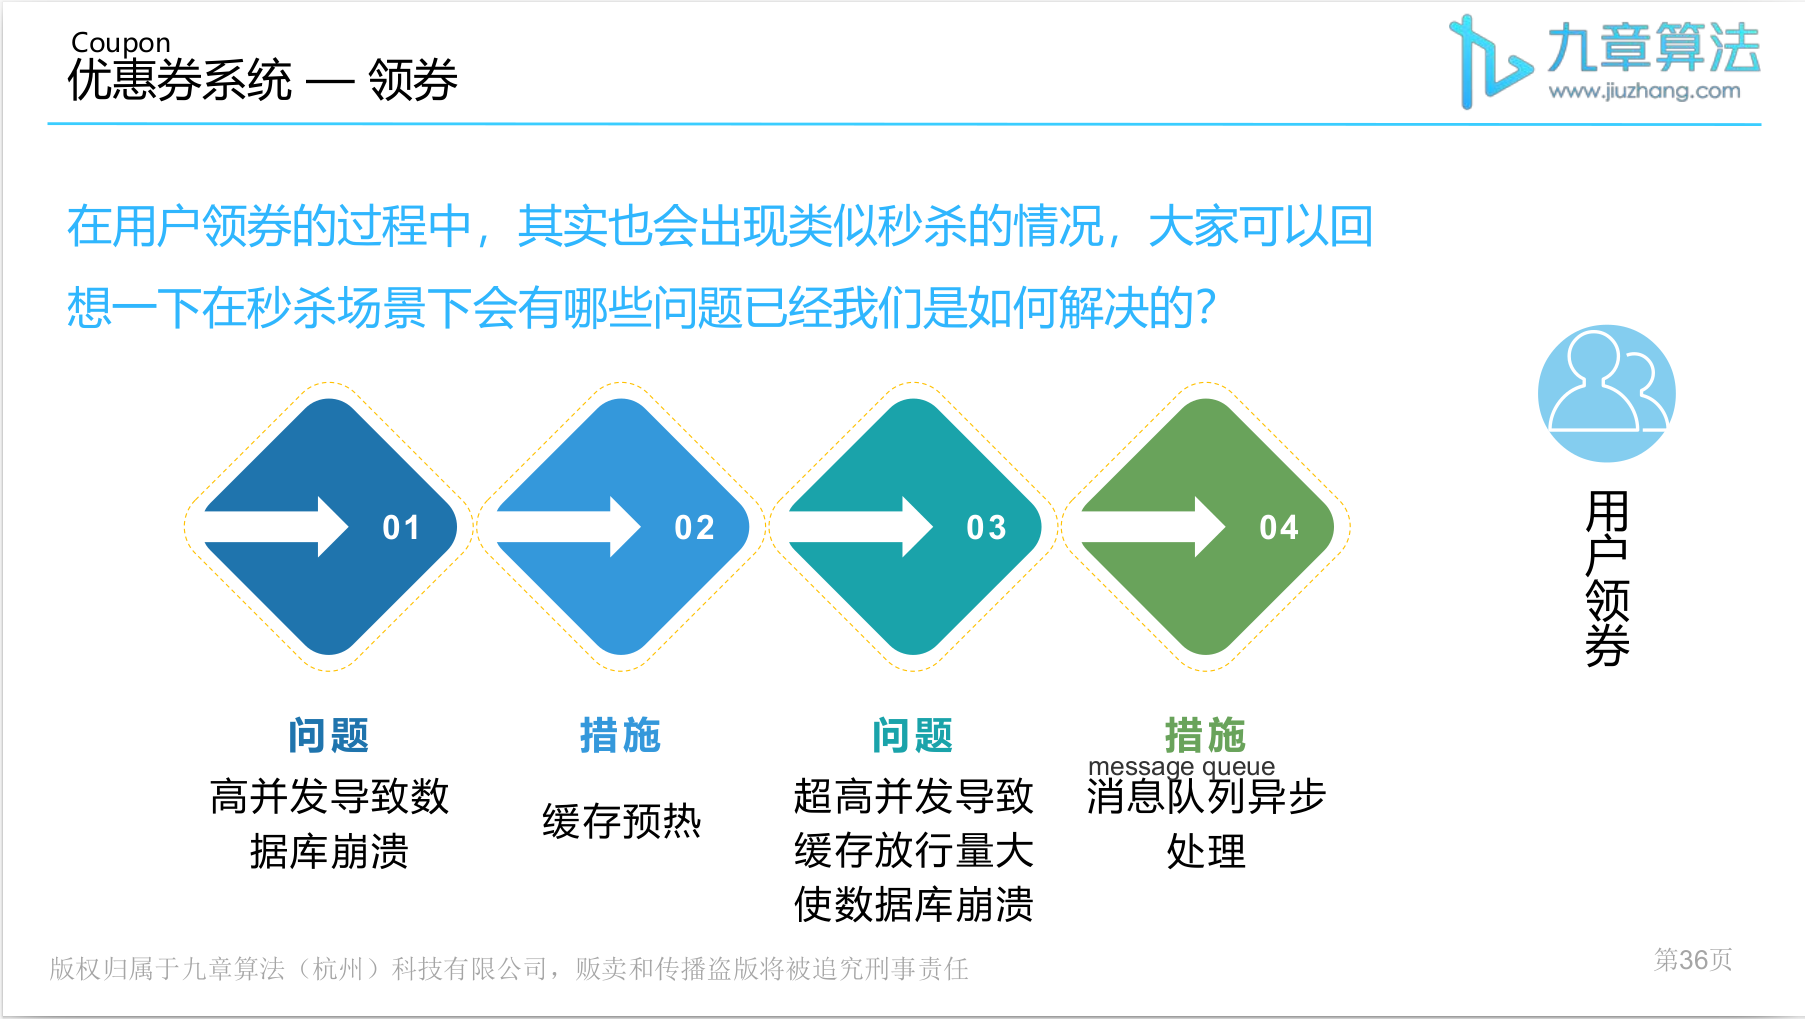 Coupon
优惠券系统 — 领券
九章算法
www.jiuzhang.com
在用户领券的过程中，其实也会出现类似秒杀的情况，大家可以回
想一下在秒杀场景下会有哪些问题已经我们是如何解决的？
01
02
03
04
用户领券
问题
高并发导致数
据库崩溃
措施
缓存预热
问题
超高并发导致
缓存放行量大
使数据库崩溃
措施
message queue
消息队列异步
处理
版权归属于九章算法（杭州）科技有限公司，贩卖和传播盗版将被追究刑事责任
第36页